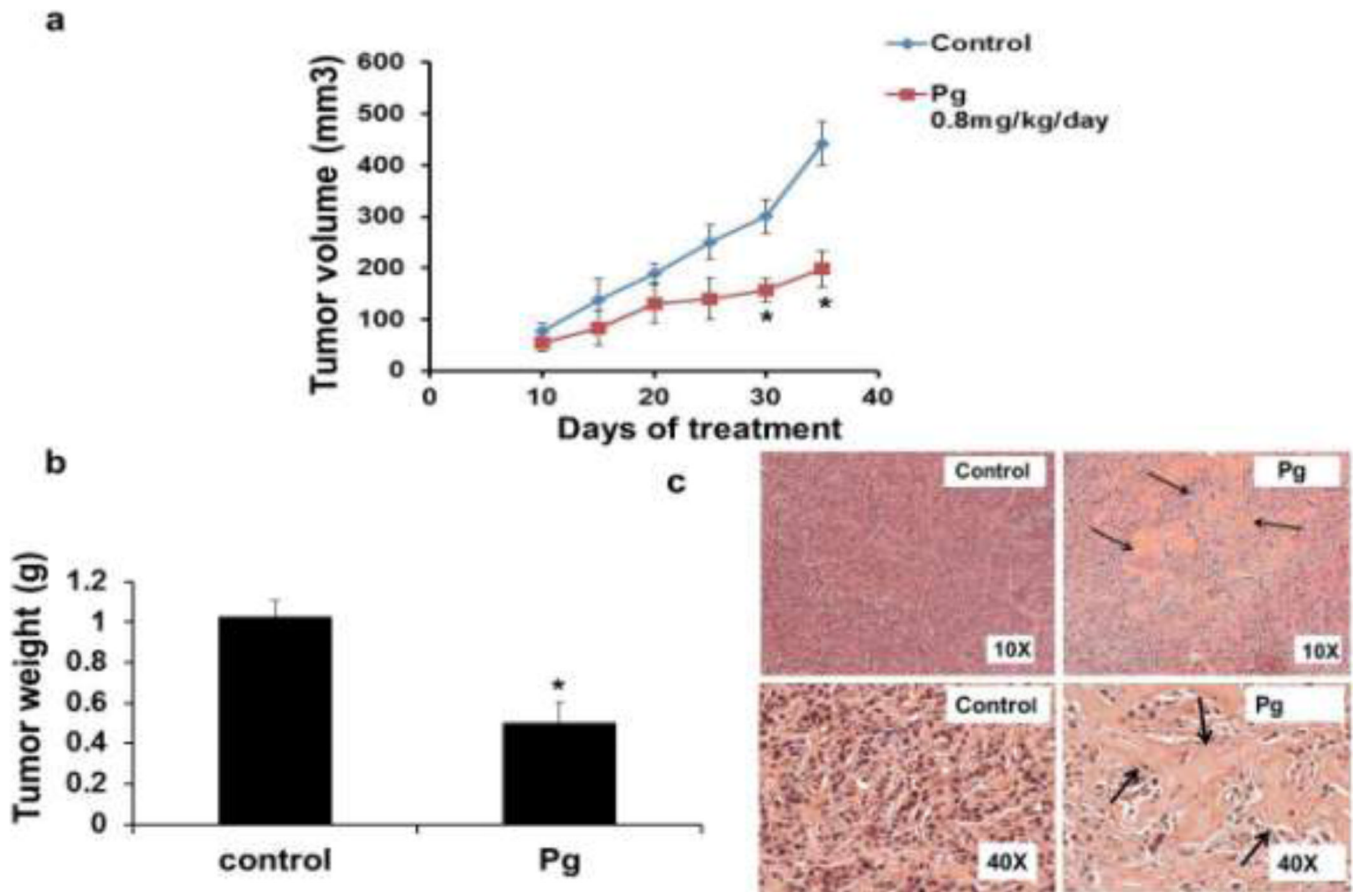 a
Control
Pg
0.8mg/kg/day
Tumor volume (mm3)
600
500
400
300
200
100
0
*
*
0
10
20
30
40
Days of treatment
b
Tumor weight (g)
1.2
1
0.8
0.6
0.4
0.2
0
*
control
Pg
c
Control
10X
Pg
10X
Control
40X
Pg
40X